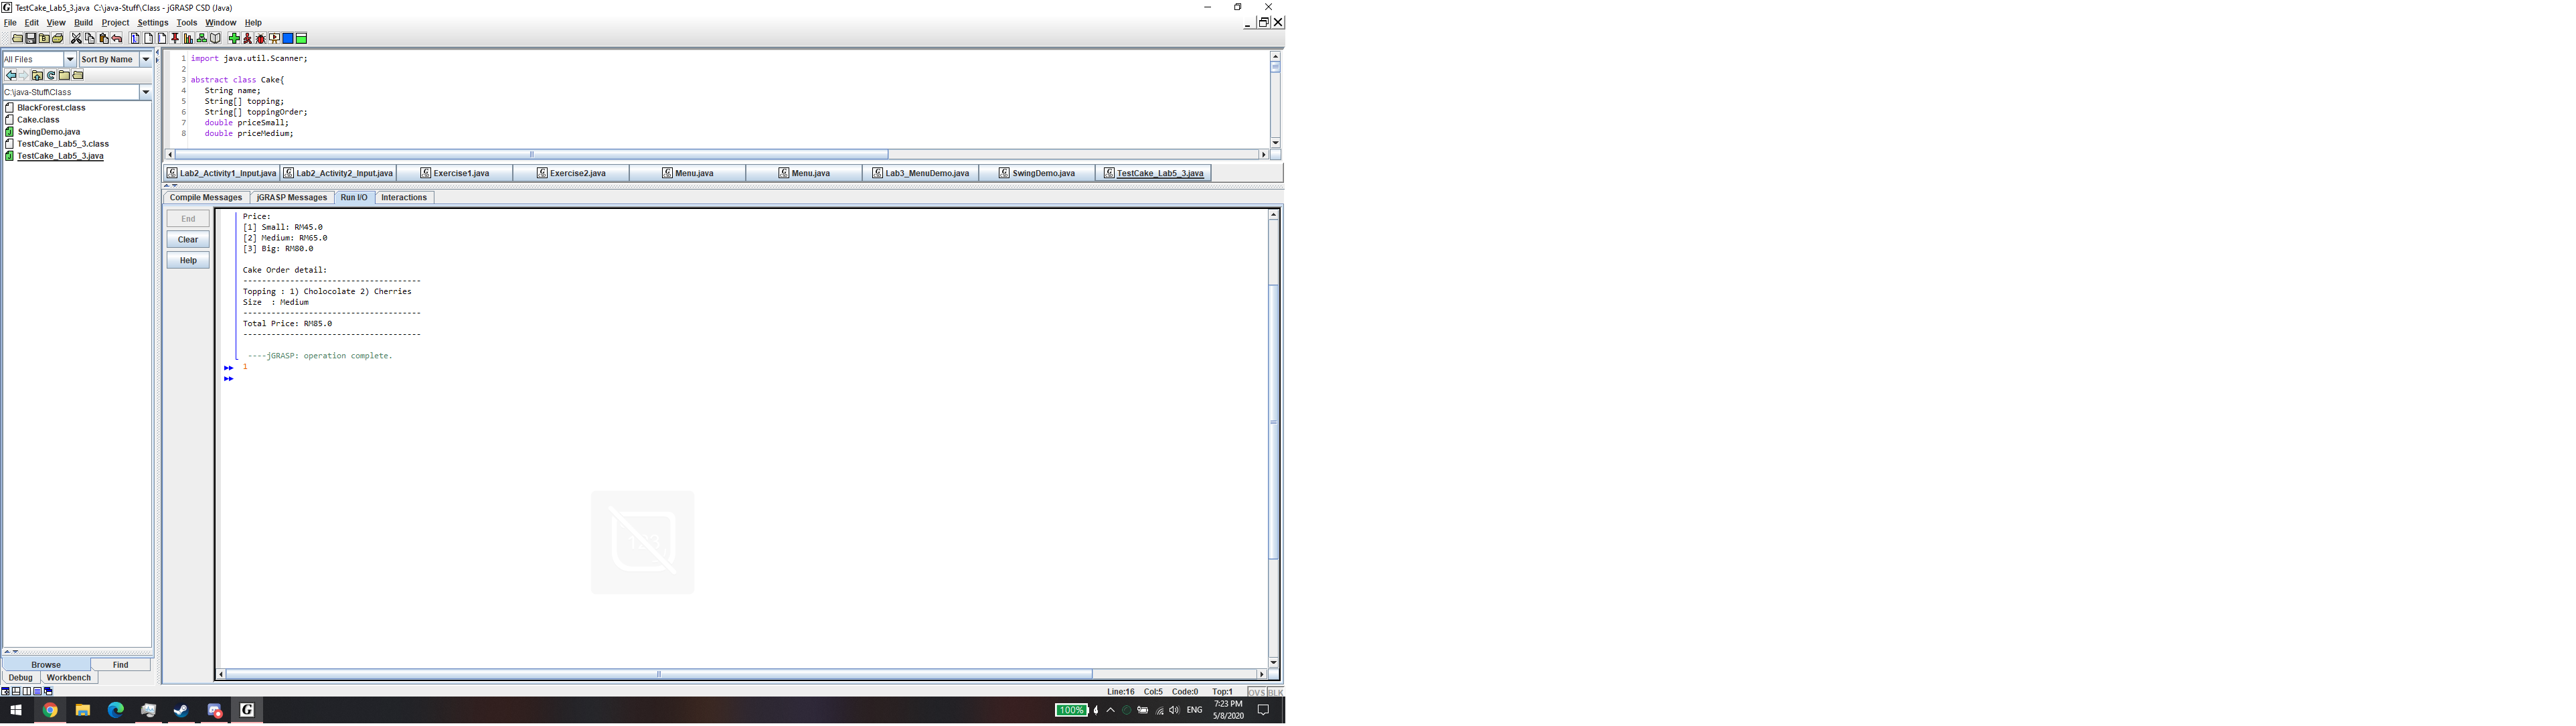 TestCake_Lab5_3.java C:\java-Stuff\Class - jGRASP CSD (Java)
File Edit View Build Project Settings Tools Window Help
All Files Sort By Name
C:\java-Stuff\Class
BlackForest.class
Cake.class
SwingDemo.java
TestCake_Lab5_3.class
TestCake_Lab5_3.java
1 import java.util.Scanner;
2
3 abstract class Cake{
4 String name;
5 String[] topping;
6 String[] toppingOrder;
7 double priceSmall;
8 double priceMedium;
Lab2_Activity1_Input.java Lab2_Activity2_Input.java Exercise1.java Exercise2.java Menu.java Menu.java Lab3_MenuDemo.java SwingDemo.java TestCake_Lab5_3.java
Compile Messages jGRASP Messages Run I/O Interactions
End
Clear
Help
Price:
[1] Small: RM45.0
[2] Medium: RM65.0
[3] Big: RM80.0
Cake Order detail:
--------------------------------------
Topping : 1) Cholocolate 2) Cherries
Size : Medium
--------------------------------------
Total Price: RM85.0
--------------------------------------
----jGRASP: operation complete.
1
123
Browse Find
Debug Workbench
Line:16 Col:5 Code:0 Top:1 OVS BLK
100% ENG 7:23 PM
5/8/2020